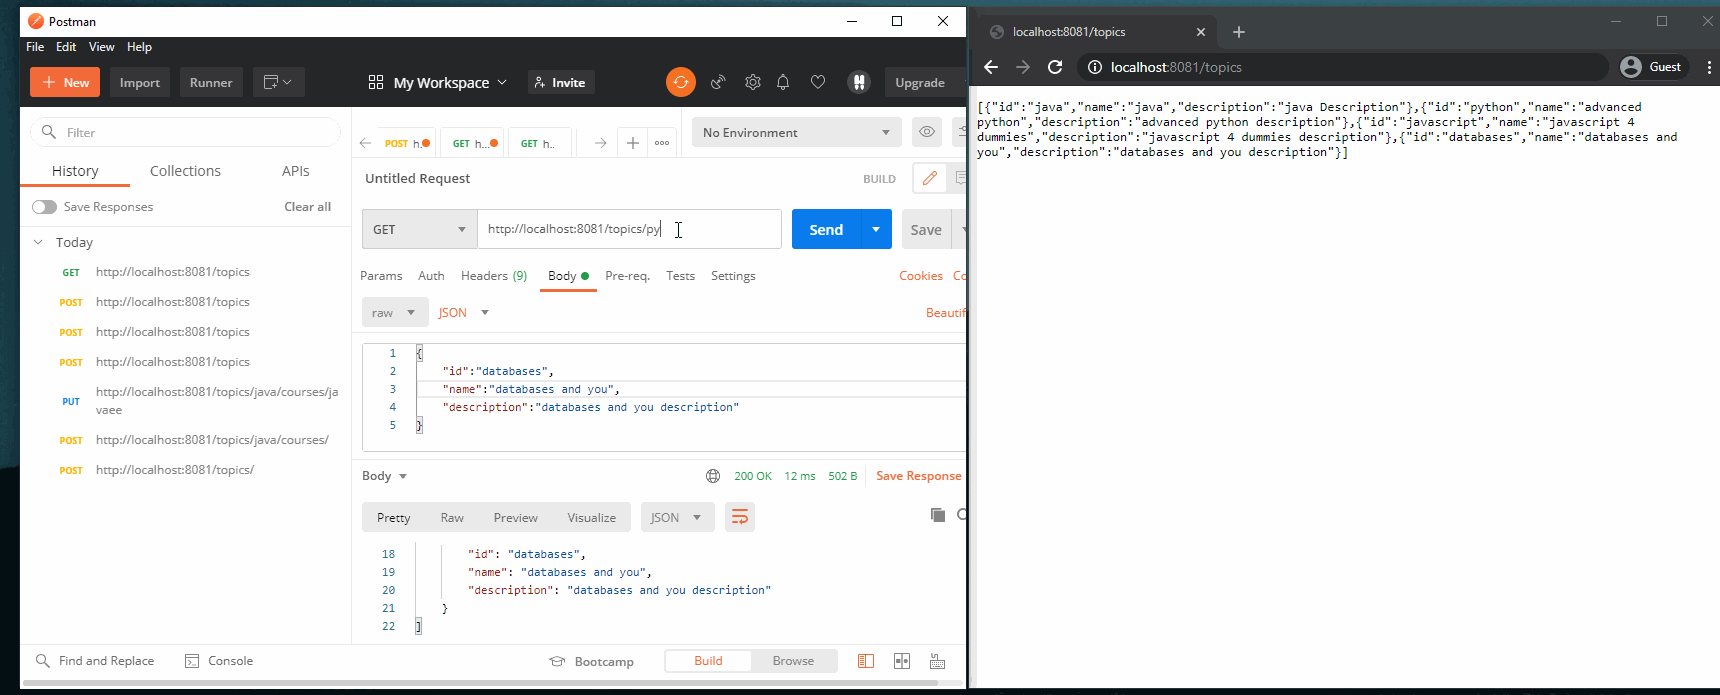 Postman
File Edit View Help
New Import Runner My Workspace Invite Upgrade
Filter
History Collections APIs
Save Responses Clear all
Today
GET http://localhost:8081/topics
POST http://localhost:8081/topics
POST http://localhost:8081/topics
POST http://localhost:8081/topics
PUT http://localhost:8081/topics/java/courses/ja
vaee
POST http://localhost:8081/topics/java/courses/
POST http://localhost:8081/topics/
Find and Replace Console
POST h. GET h... GET h.. ooo No Environment
Untitled Request BUILD
GET http://localhost:8081/topics/py Send Save
Params Auth Headers (9) Body Pre-req. Tests Settings Cookies Co
raw JSON Beautif
1 {
2 "id":"databases",
3 "name":"databases and you",
4 "description":"databases and you description"
5 }
Body 200 OK 12 ms 502 B Save Response
Pretty Raw Preview Visualize JSON
18 "id": "databases",
19 "name": "databases and you",
20 "description": "databases and you description"
21 }
22 ]
Bootcamp Build Browse
localhost:8081/topics
localhost:8081/topics Guest
[{"id":"java","name":"java","description":"java Description"},{"id":"python","name":"advanced
python","description":"advanced python description"},{"id":"javascript","name":"javascript 4
dummies","description":"javascript 4 dummies description"},{"id":"databases","name":"databases and
you","description":"databases and you description"}]